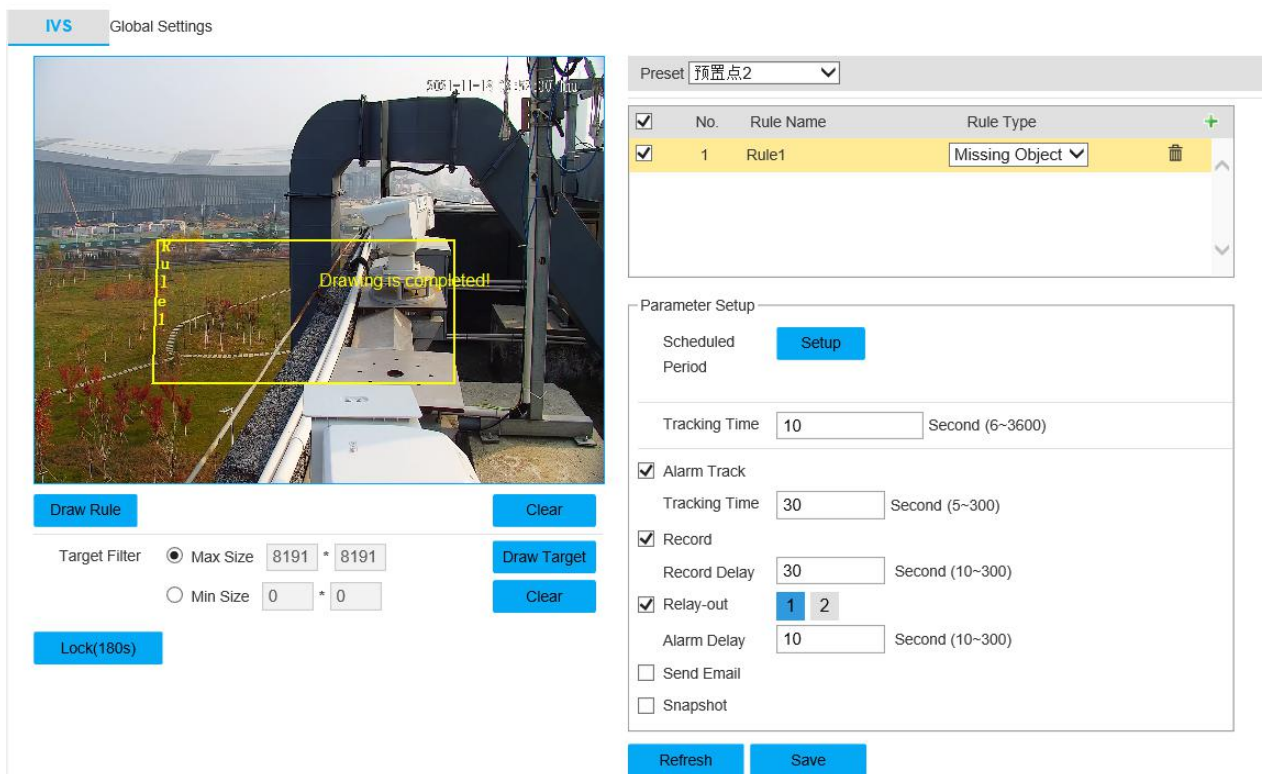 IVS Global Settings
Preset 预置点2
No. Rule Name Rule Type
1 Rule1 Missing Object
Rule1
Drawing is completed!
Draw Rule Clear
Target Filter Max Size 8191 * 8191 Draw Target
Min Size 0 * 0 Clear
Lock(180s)
Parameter Setup
Scheduled Period Setup
Tracking Time 10 Second (6~3600)
Alarm Track
Tracking Time 30 Second (5~300)
Record
Record Delay 30 Second (10~300)
Relay-out 1 2
Alarm Delay 10 Second (10~300)
Send Email
Snapshot
Refresh Save